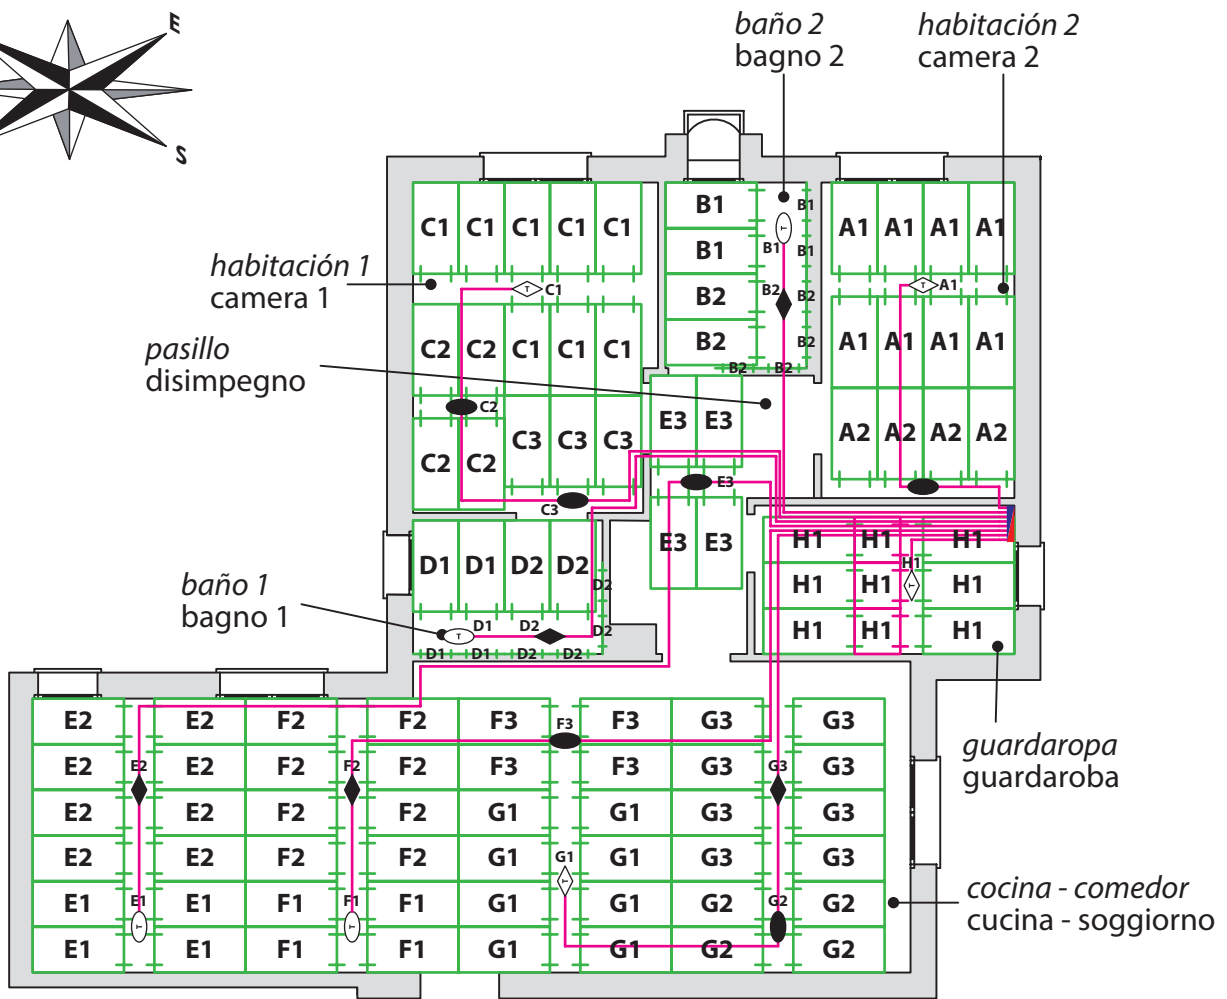 E
S
baño 2
bagno 2
habitación 2
camera 2
habitación 1
camera 1
pasillo
disimpegno
C1 C1 C1 C1 C1
B1 B1
B1 B1 B1
A1 A1 A1 A1
T
T C1
T A1
B2 B2 B2
B2 B2
B2 B2
C2 C2 C1 C1 C1
A1 A1 A1 A1
C2
E3 E3
C2 C2 C3 C3 C3
A2 A2 A2 A2
E3
C3
E3 E3
H1 H1 H1
H1
H1 H1 T H1
H1 H1 H1
baño 1
bagno 1
D1 D1 D2 D2 D2
T D1 D2 D2
D1 D1 D2 D2
guardaropa
guardaroba
E2 E2 F2 F2 F3 F3 F3 G3 G3
E2 E2 E2 F2 F2 F2 F3 F3 G3 G3 G3
E2 E2 F2 F2 G1 G1 G3 G3
E2 E2 F2 F2 G1 G1 G1 G3 G3
T
E1 E1 E1 F1 F1 F1 G1 G1 G2 G2 G2
T T
E1 E1 F1 F1 G1 G1 G2 G2
cocina - comedor
cucina - soggiorno